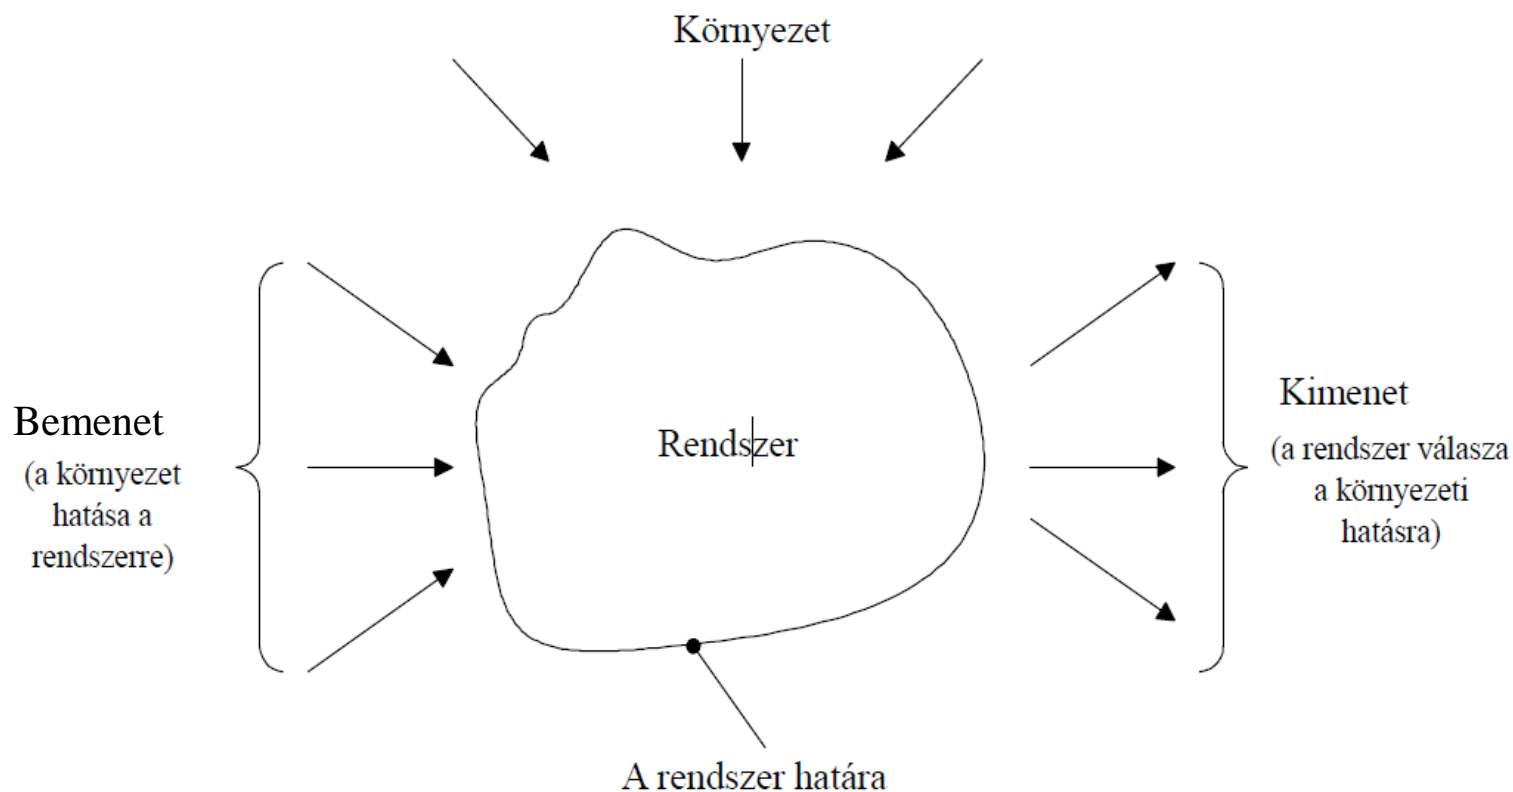 Környezet
Bemenet
(a környezet
hatása a
rendszerre)
Rendszer
Kimenet
(a rendszer válasza
a környezeti
hatásra)
A rendszer határa